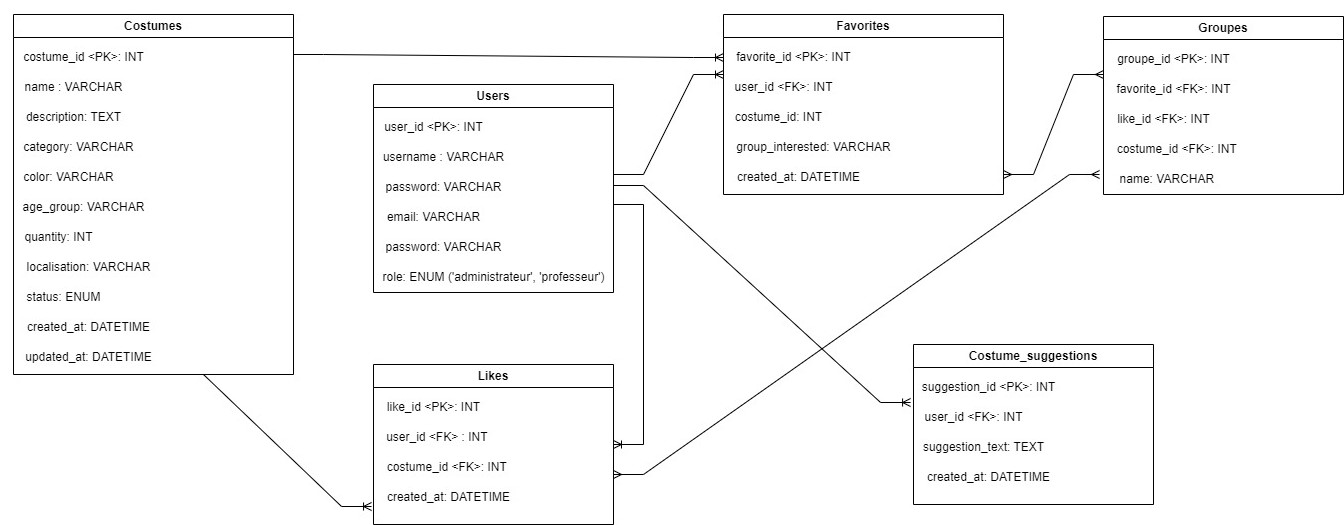 Costumes
costume_id <PK>: INT
name : VARCHAR
description: TEXT
category: VARCHAR
color: VARCHAR
age_group: VARCHAR
quantity: INT
localisation: VARCHAR
status: ENUM
created_at: DATETIME
updated_at: DATETIME
Users
user_id <PK>: INT
username : VARCHAR
password: VARCHAR
email: VARCHAR
password: VARCHAR
role: ENUM ('administrateur', 'professeur')
Favorites
favorite_id <PK>: INT
user_id <FK>: INT
costume_id: INT
group_interested: VARCHAR
created_at: DATETIME
Groupes
groupe_id <PK>: INT
favorite_id <FK>: INT
like_id <FK>: INT
costume_id <FK>: INT
name: VARCHAR
Likes
like_id <PK>: INT
user_id <FK> : INT
costume_id <FK>: INT
created_at: DATETIME
Costume_suggestions
suggestion_id <PK>: INT
user_id <FK>: INT
suggestion_text: TEXT
created_at: DATETIME